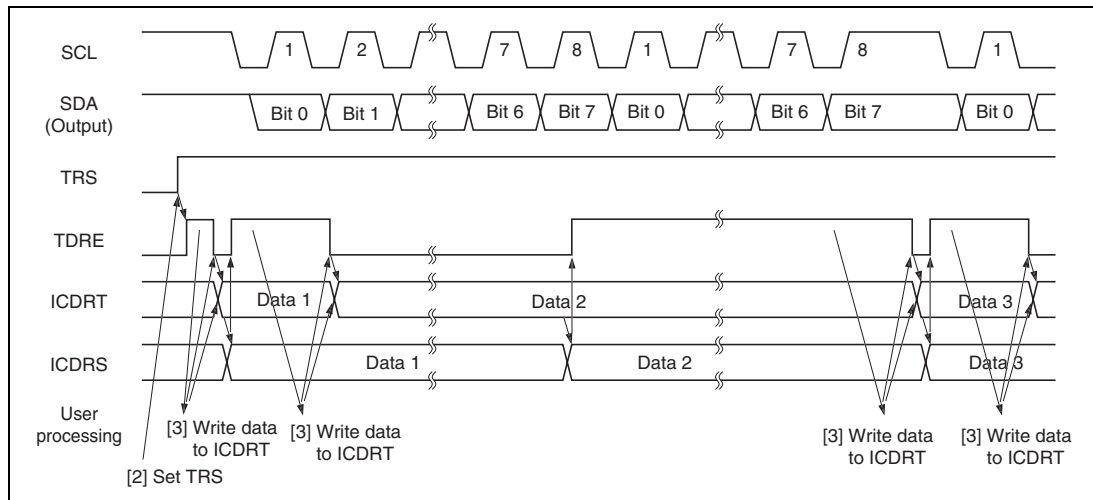 SCL 1 2 7 8 1 7 8 1
SDA
(Output) Bit 0 Bit 1 Bit 6 Bit 7 Bit 0 Bit 6 Bit 7 Bit 0
TRS
TDRE
ICDRT Data 1 Data 2 Data 3
ICDRS Data 1 Data 2 Data 3
User
processing
[3] Write data
to ICDRT
[3] Write data
to ICDRT
[3] Write data
to ICDRT
[3] Write data
to ICDRT
[2] Set TRS